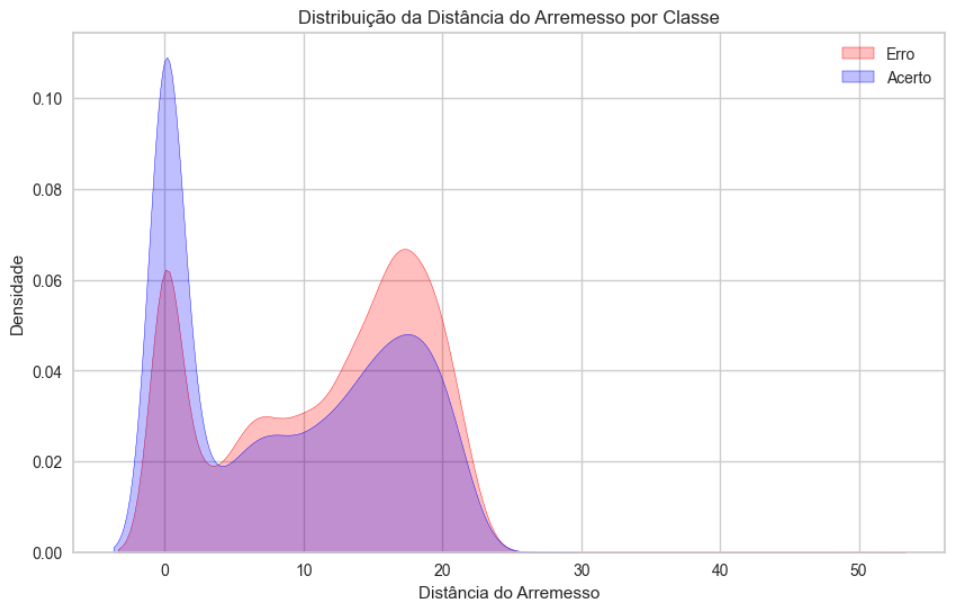 Distribuição da Distância do Arremesso por Classe
Erro
Acerto
Densidade
0.10
0.08
0.06
0.04
0.02
0.00
0
10
20
30
40
50
Distância do Arremesso